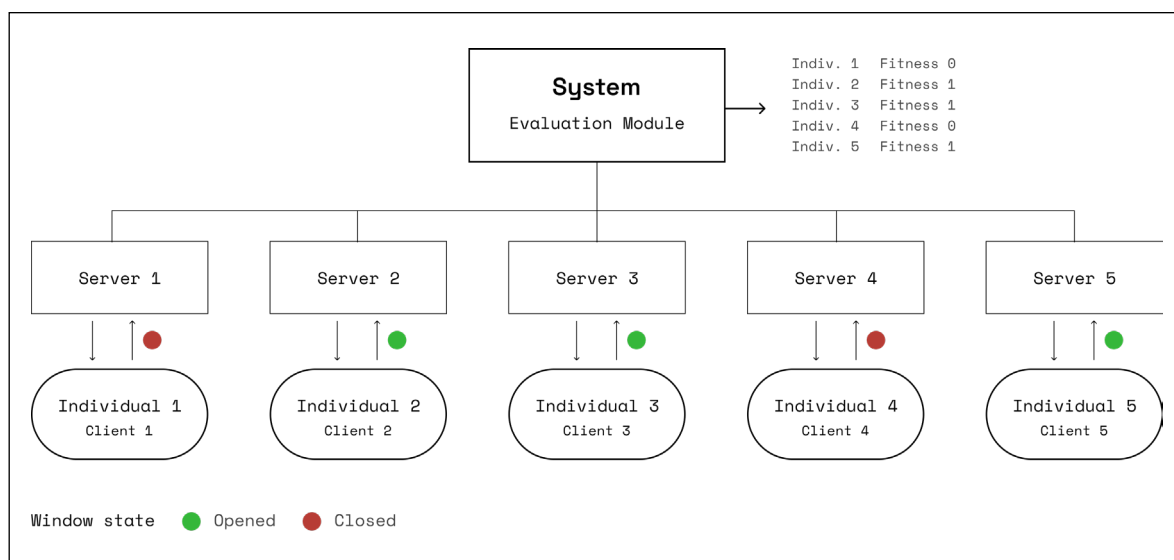 System
Evaluation Module
Indiv. 1 Fitness 0
Indiv. 2 Fitness 1
Indiv. 3 Fitness 1
Indiv. 4 Fitness 0
Indiv. 5 Fitness 1
Server 1
Server 2
Server 3
Server 4
Server 5
Individual 1
Client 1
Individual 2
Client 2
Individual 3
Client 3
Individual 4
Client 4
Individual 5
Client 5
Window state Opened Closed